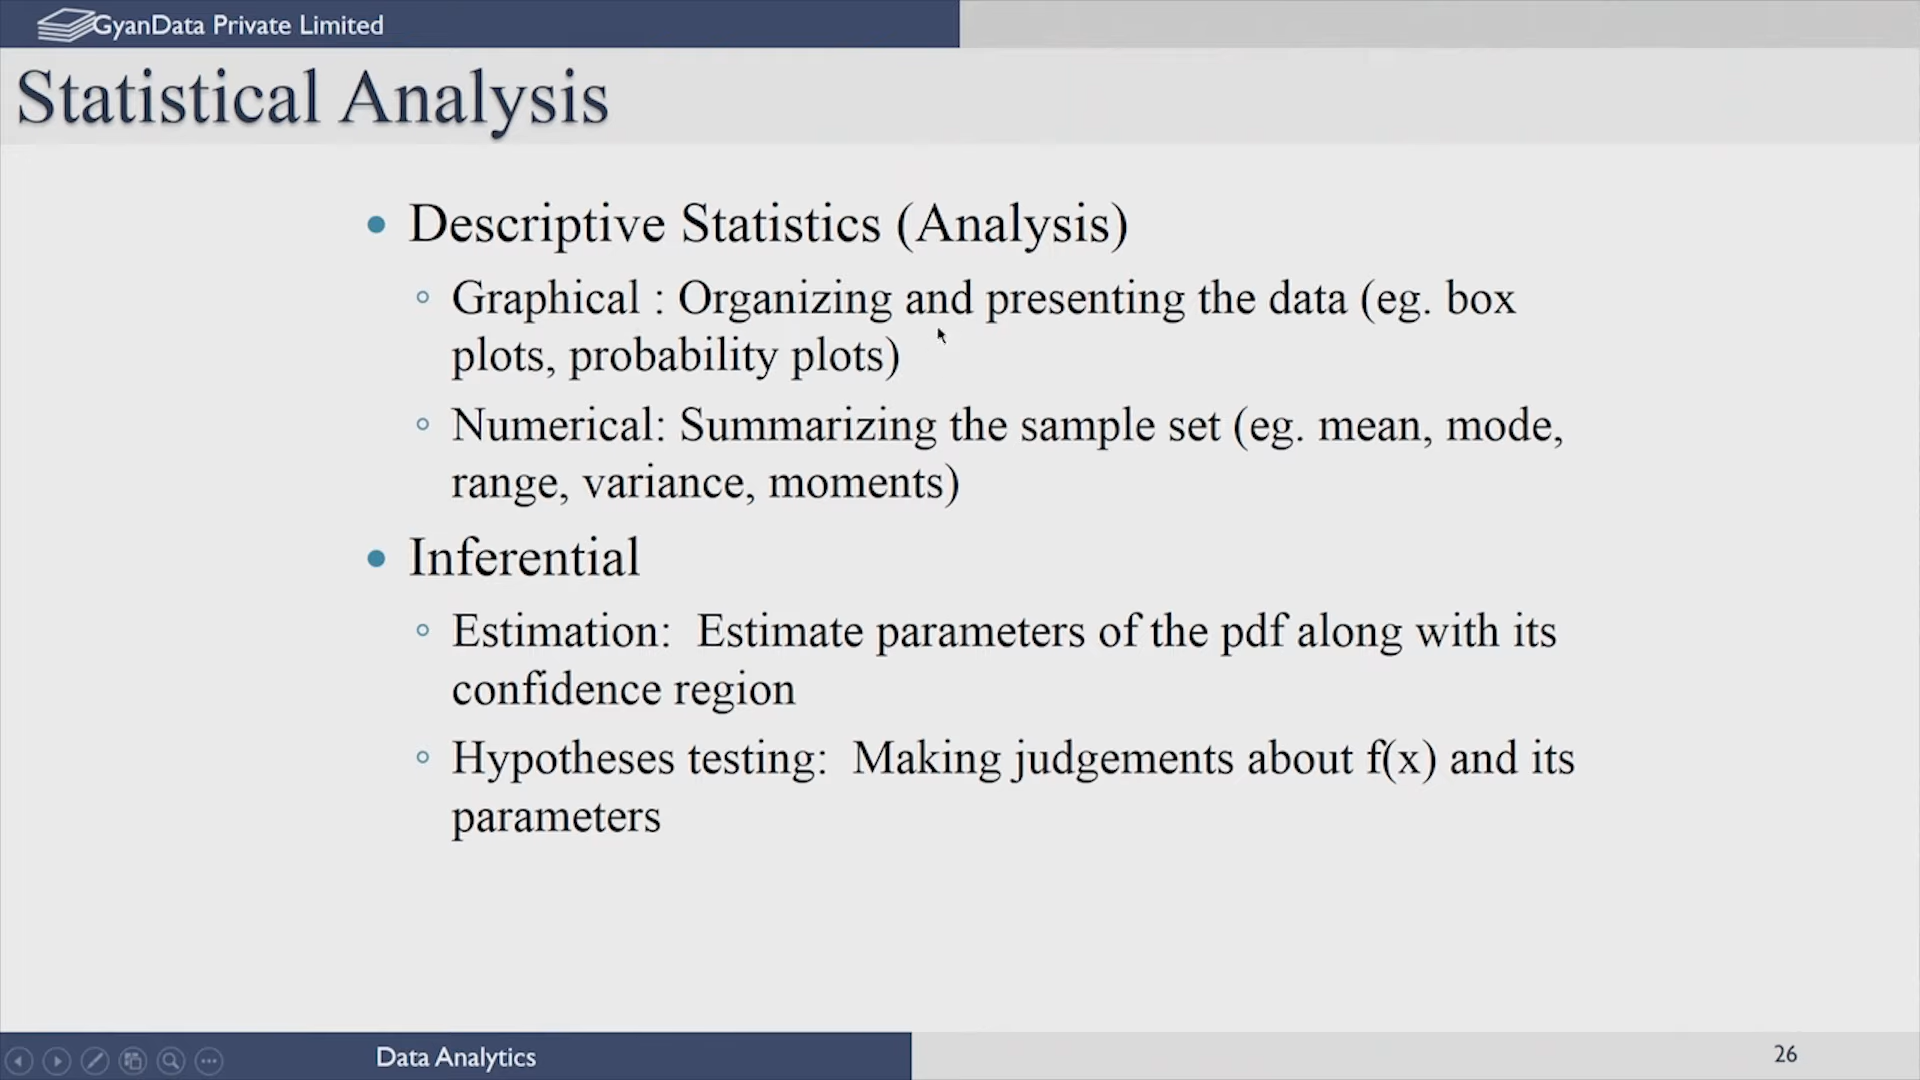 GyanData Private Limited
Statistical Analysis
• Descriptive Statistics (Analysis)
◦ Graphical : Organizing and presenting the data (eg. box
plots, probability plots)
◦ Numerical: Summarizing the sample set (eg. mean, mode,
range, variance, moments)
• Inferential
◦ Estimation:  Estimate parameters of the pdf along with its
confidence region
◦ Hypotheses testing:  Making judgements about f(x) and its
parameters
Data Analytics
26